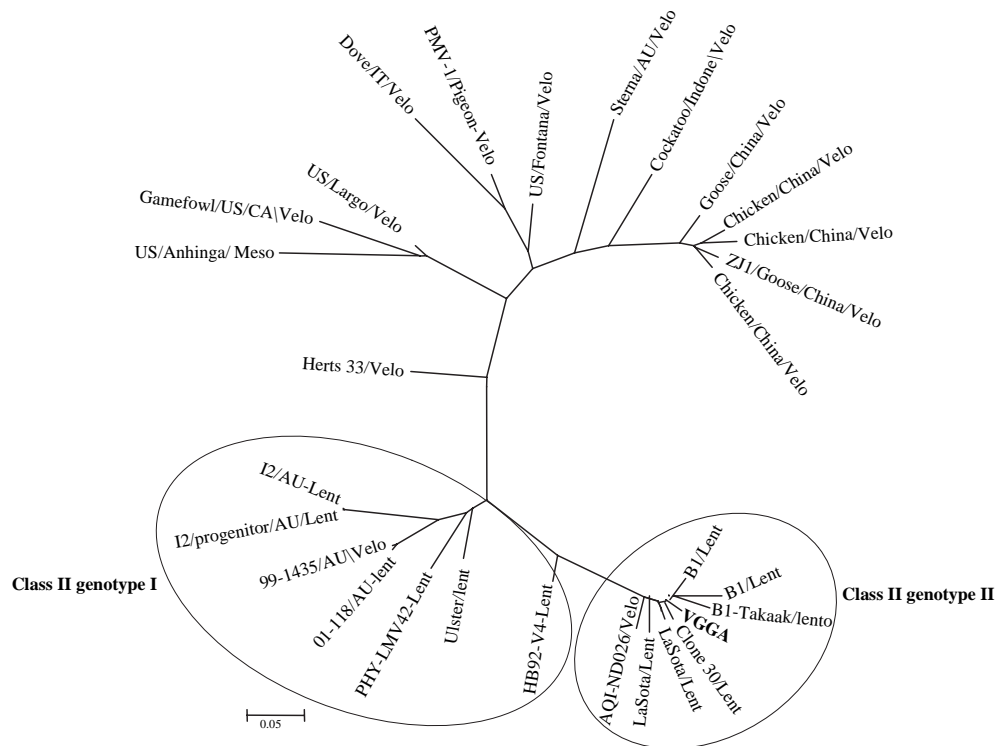 Dove/IT/Velo
PMV-1/Pigeon-Velo
US/Fontana/Velo
Sterna/AU/Velo
Cockatoo/Indone\Velo
Goose/China/Velo
Chicken/China/Velo
Chicken/China/Velo
ZJ1/Goose/China/Velo
Chicken/China/Velo
US/Largo/Velo
Gamefowl/US/CA\Velo
US/Anhinga/ Meso
Herts 33/Velo
I2/AU-Lent
I2/progenitor/AU/Lent
99-1435/AU\Velo
01-118/AU-lent
PHY-LMV42-Lent
Ulster/lent
HB92-V4-Lent
Class II genotype I
B1/Lent
B1/Lent
B1-Takaak/lento
VGGA
Clone 30/Lent
LaSota/Lent
LaSota/Lent
AQI-ND026/Velo
Class II genotype II
0.05